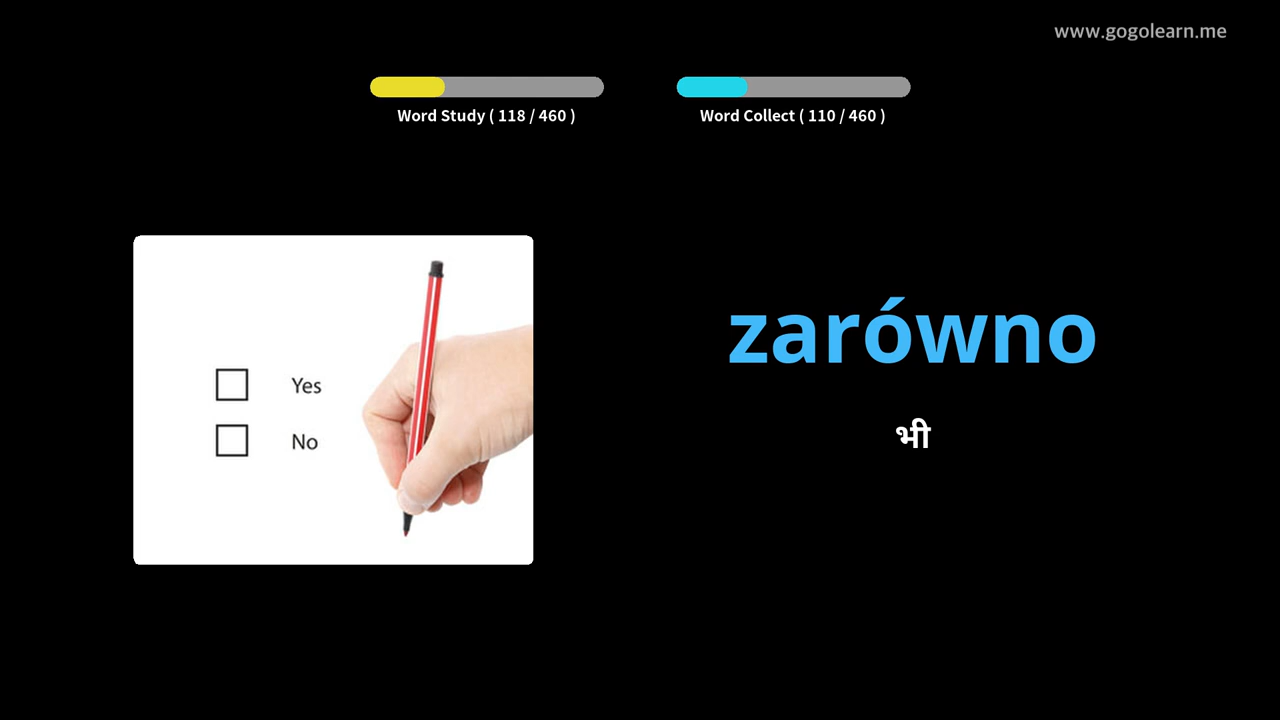 www.gogolearn.me
Word Study ( 118 / 460 )
Word Collect ( 110 / 460 )
Yes
No
zarówno
भी